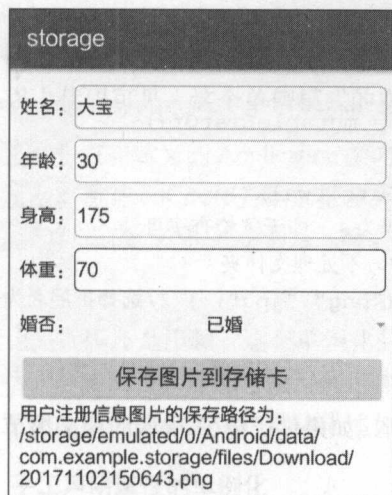 storage
姓名：大宝
年龄：30
身高：175
体重：70
婚否： 已婚
保存图片到存储卡
用户注册信息图片的保存路径为：
/storage/emulated/0/Android/data/
com.example.storage/files/Download/
20171102150643.png